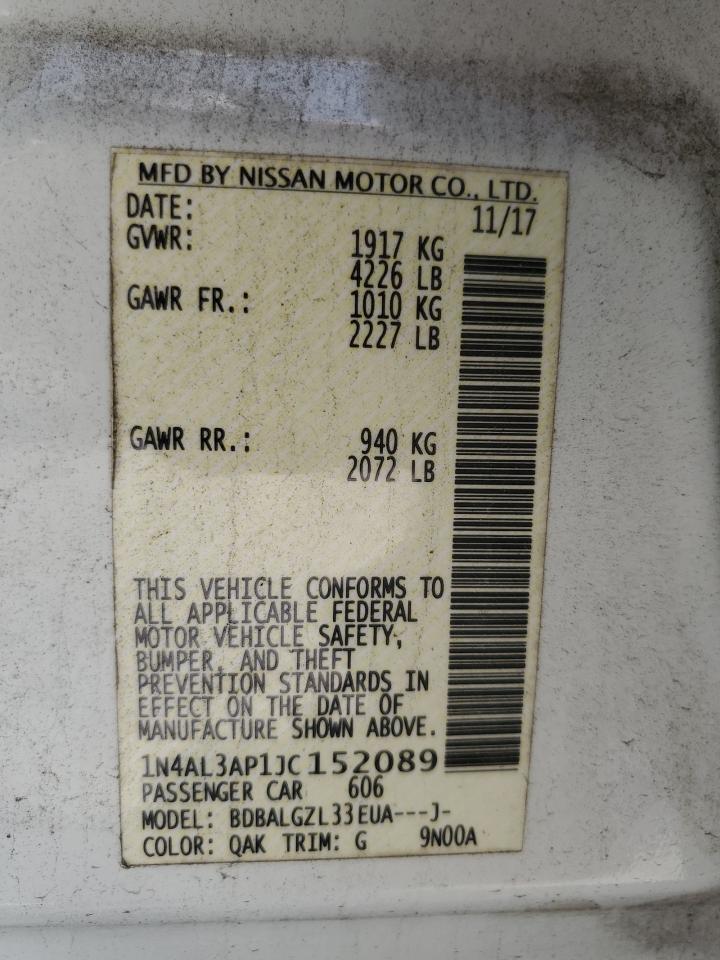 MFD BY NISSAN MOTOR CO., LTD.
DATE: 11/17
GVWR: 1917 KG
4226 LB
GAWR FR.: 1010 KG
2227 LB
GAWR RR.: 940 KG
2072 LB
THIS VEHICLE CONFORMS TO
ALL APPLICABLE FEDERAL
MOTOR VEHICLE SAFETY,
BUMPER, AND THEFT
PREVENTION STANDARDS IN
EFFECT ON THE DATE OF
MANUFACTURE SHOWN ABOVE.
1N4AL3AP1JC152089
PASSENGER CAR 606
MODEL: BDBALGZL33EUA---J-
COLOR: QAK TRIM: G 9N00A